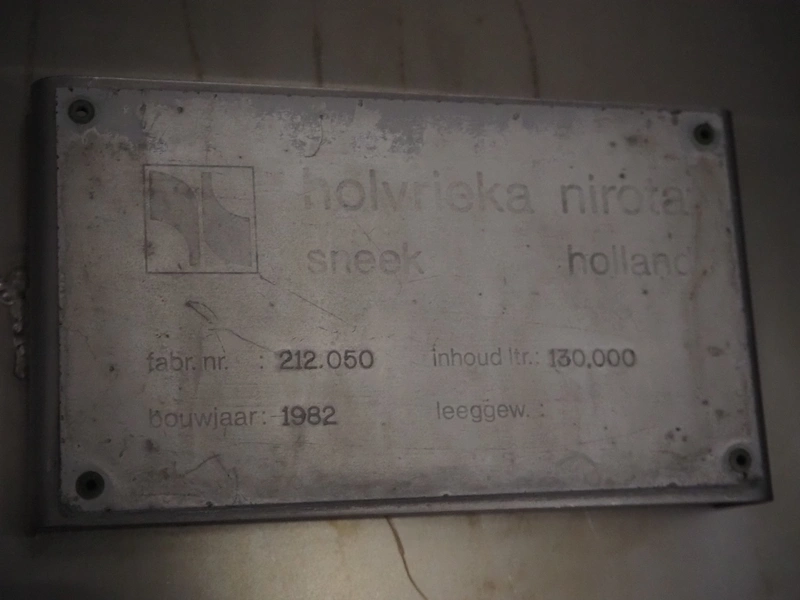 holvrieka nirota
sneek holland
fabr. nr. : 212.050 inhoud ltr.: 130,000
bouwjaar: 1982 leeggew. :